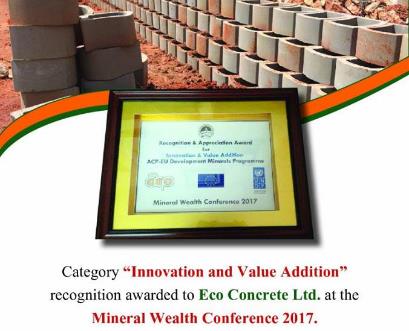 Recognition & Appreciation Award
for
Innovation & Value Addition
ACP-EU Development Minerals Programme
Mineral Wealth Conference 2017
Category “Innovation and Value Addition”
recognition awarded to Eco Concrete Ltd. at the
Mineral Wealth Conference 2017.